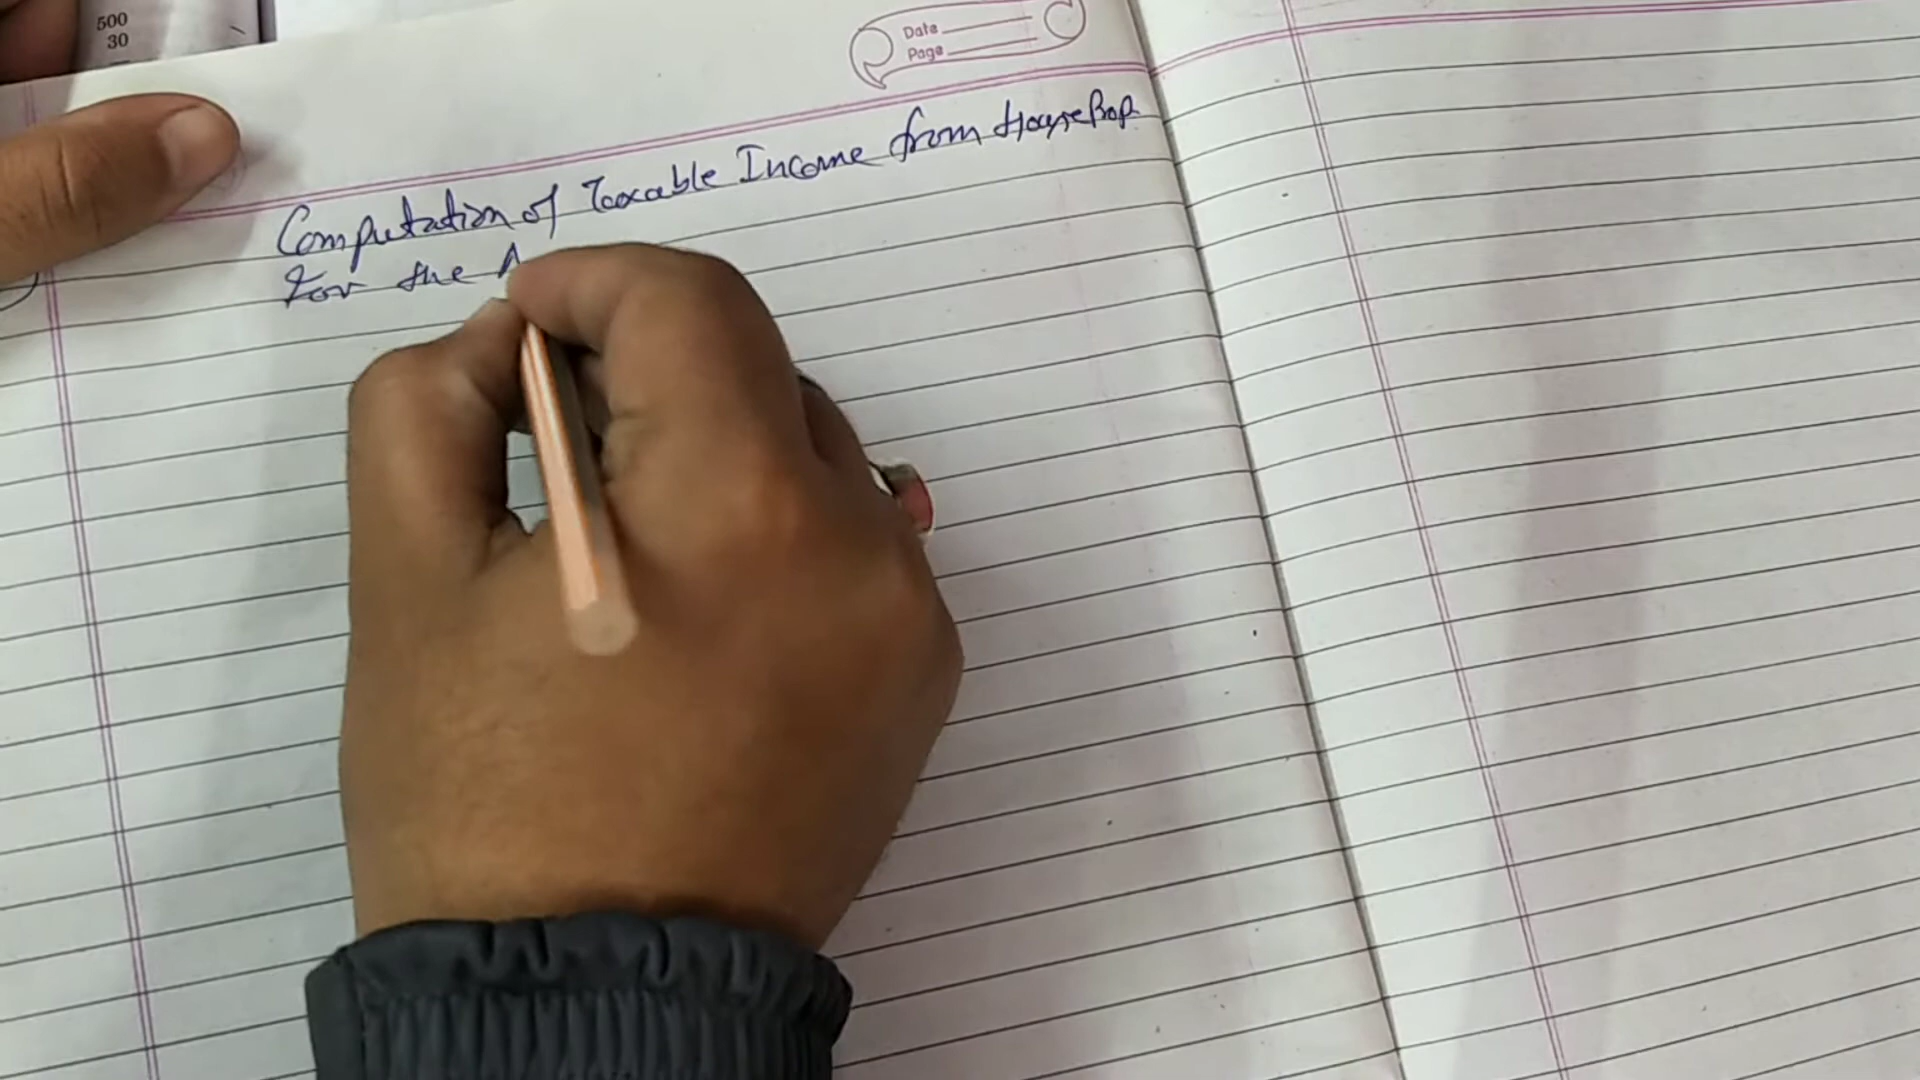 500
30
Date
Page
Computation of Taxable Income from House Prop.
For the A